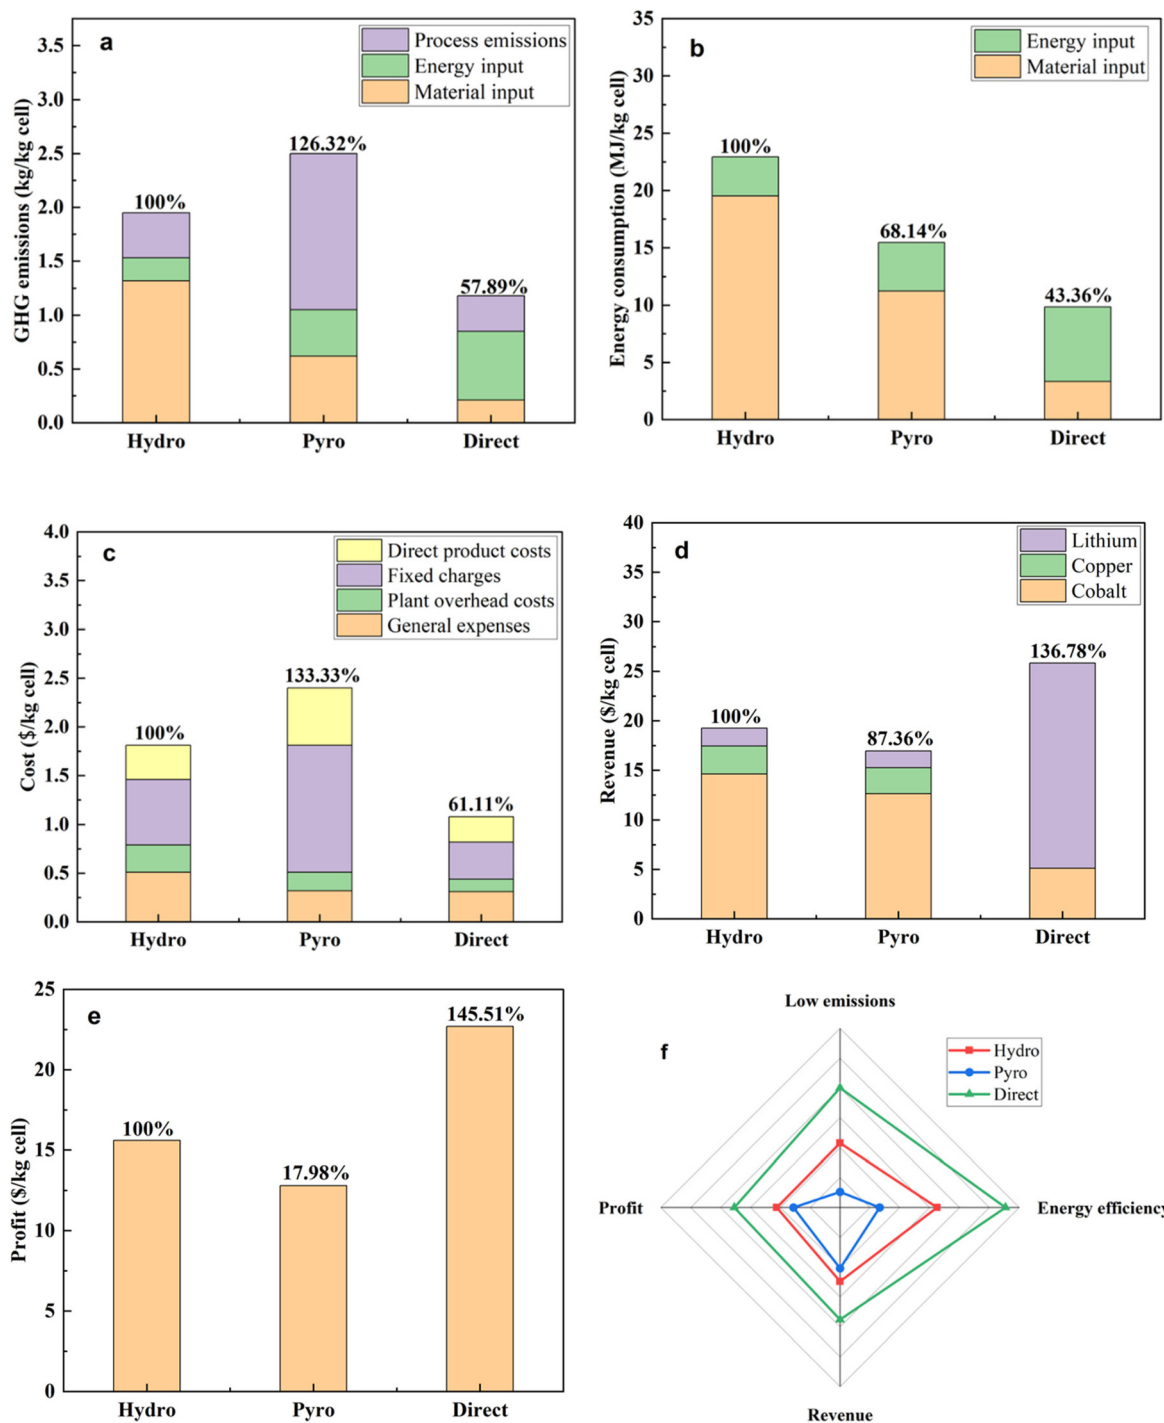 a
Process emissions
Energy input
Material input
GHG emissions (kg/kg cell)
3.5
3.0
2.5
2.0
1.5
1.0
0.5
0.0
100%
126.32%
57.89%
Hydro
Pyro
Direct
b
Energy input
Material input
Energy consumption (MJ/kg cell)
35
30
25
20
15
10
5
0
100%
68.14%
43.36%
Hydro
Pyro
Direct
c
Direct product costs
Fixed charges
Plant overhead costs
General expenses
Cost ($/kg cell)
4.0
3.5
3.0
2.5
2.0
1.5
1.0
0.5
0.0
100%
133.33%
61.11%
Hydro
Pyro
Direct
d
Lithium
Copper
Cobalt
Revenue ($/kg cell)
40
35
30
25
20
15
10
5
0
100%
87.36%
136.78%
Hydro
Pyro
Direct
e
Profit ($/kg cell)
25
20
15
10
5
0
100%
17.98%
145.51%
Hydro
Pyro
Direct
f
Low emissions
Hydro
Pyro
Direct
Profit
Energy efficiency
Revenue